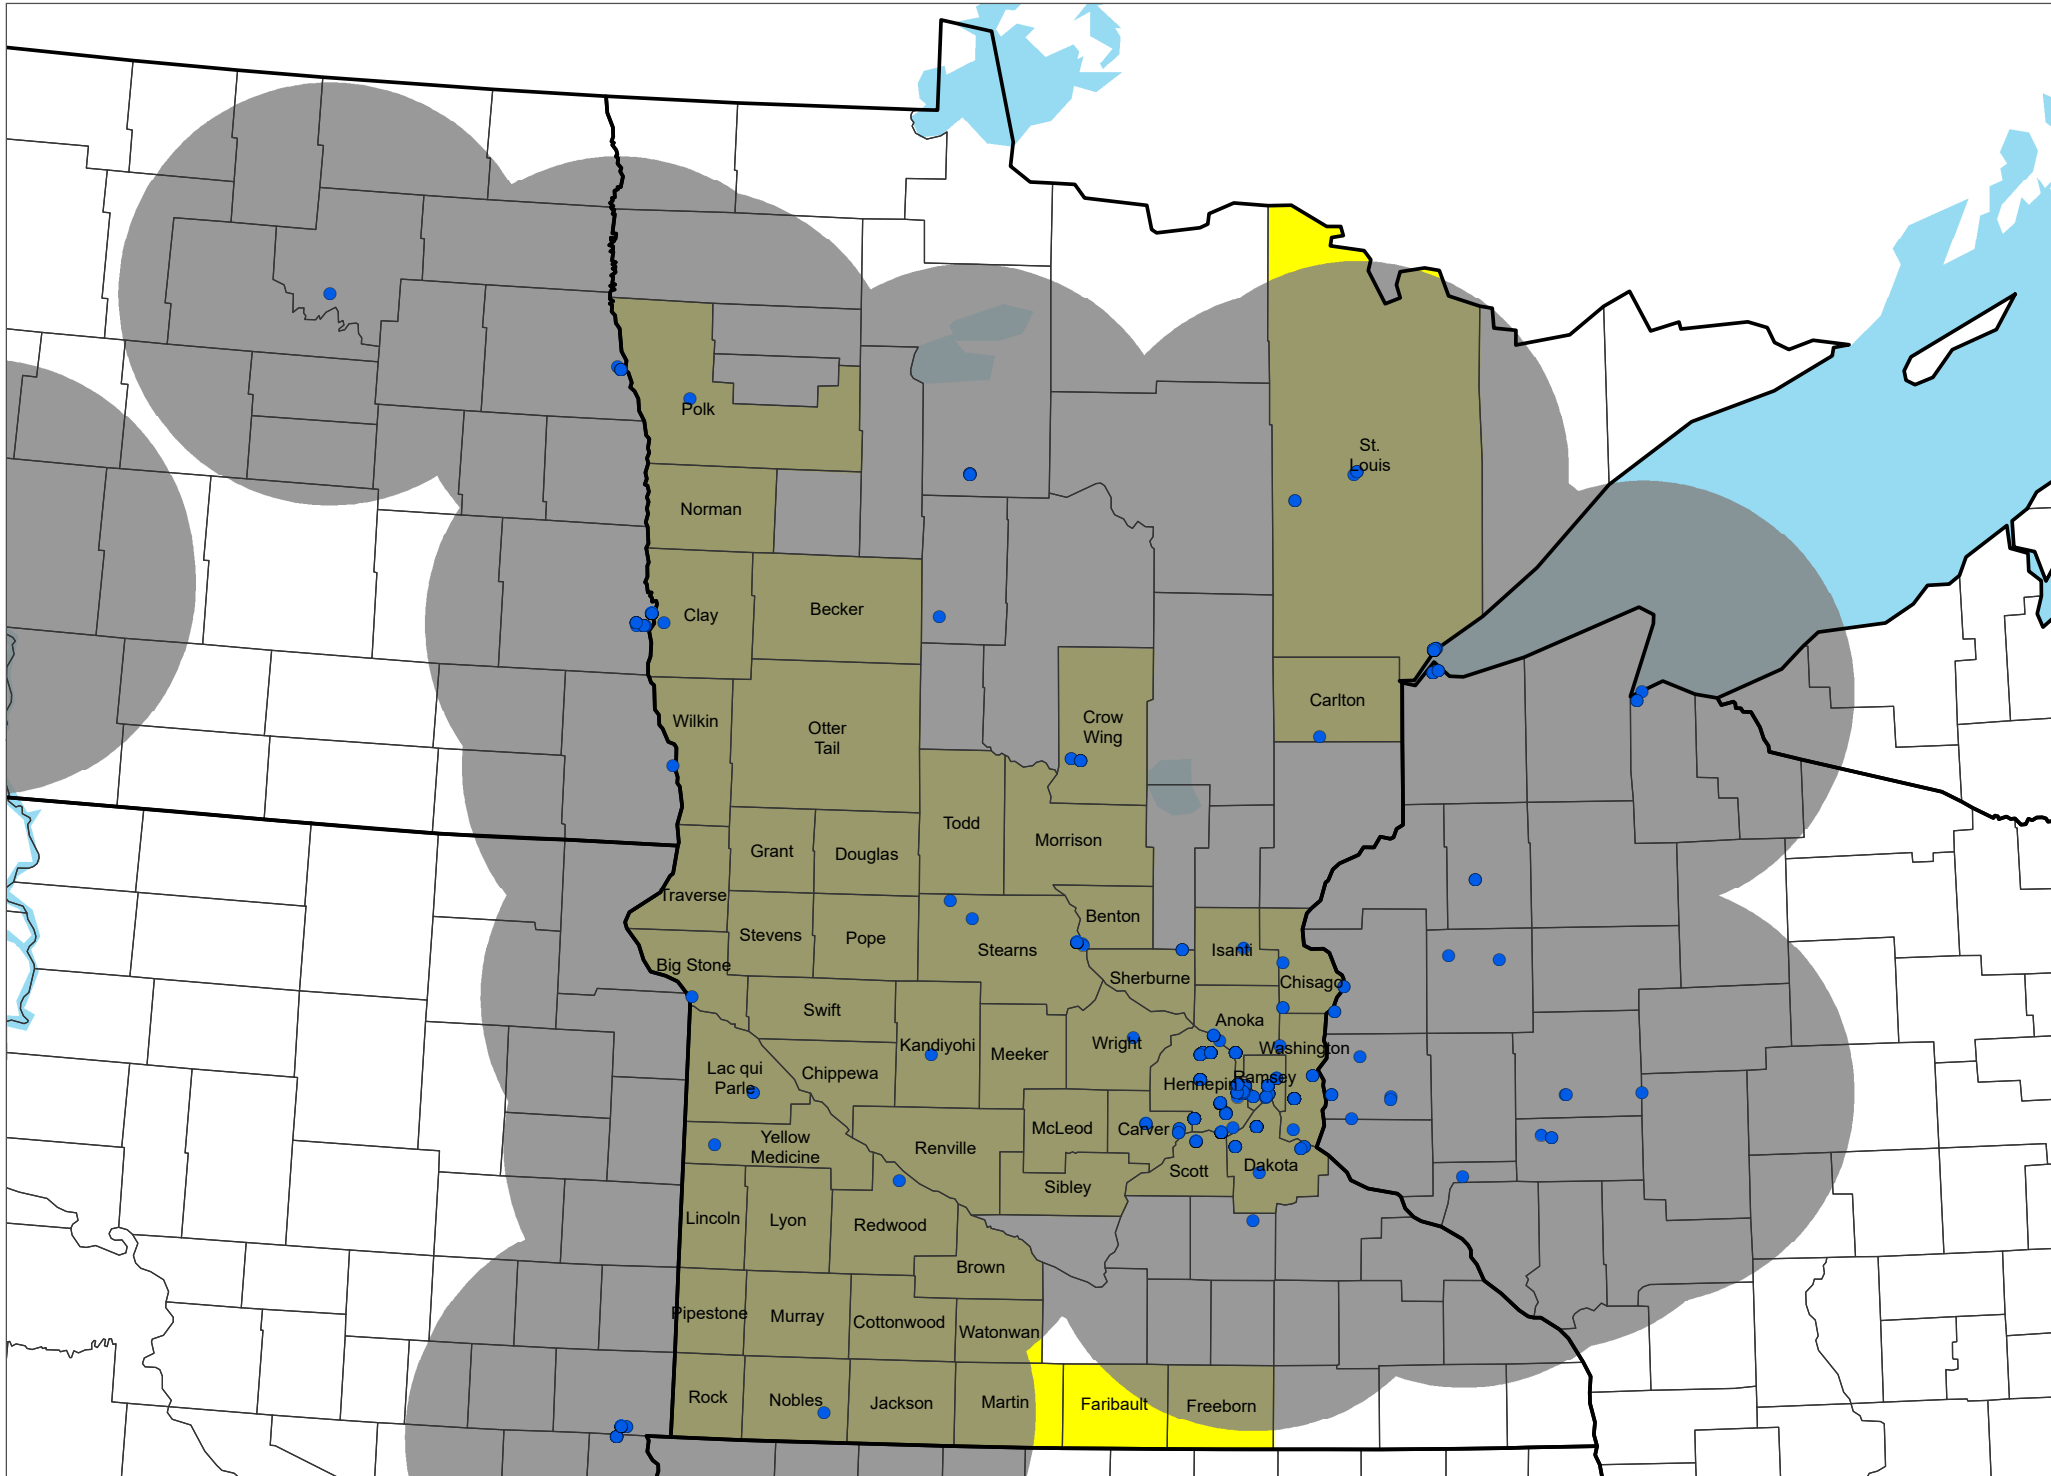 Polk
St.
Louis
Norman
Clay
Becker
Wilkin
Otter
Tail
Crow
Wing
Carlton
Todd
Morrison
Grant
Douglas
Traverse
Stevens
Pope
Stearns
Benton
Isanti
Big Stone
Sherburne
Chisago
Swift
Anoka
Kandiyohi
Meeker
Wright
Washington
Lac qui
Parle
Chippewa
Hennepin
Ramsey
Yellow
Medicine
Renville
McLeod
Carver
Scott
Dakota
Sibley
Lincoln
Lyon
Redwood
Brown
Pipestone
Murray
Cottonwood
Watonwan
Rock
Nobles
Jackson
Martin
Faribault
Freeborn